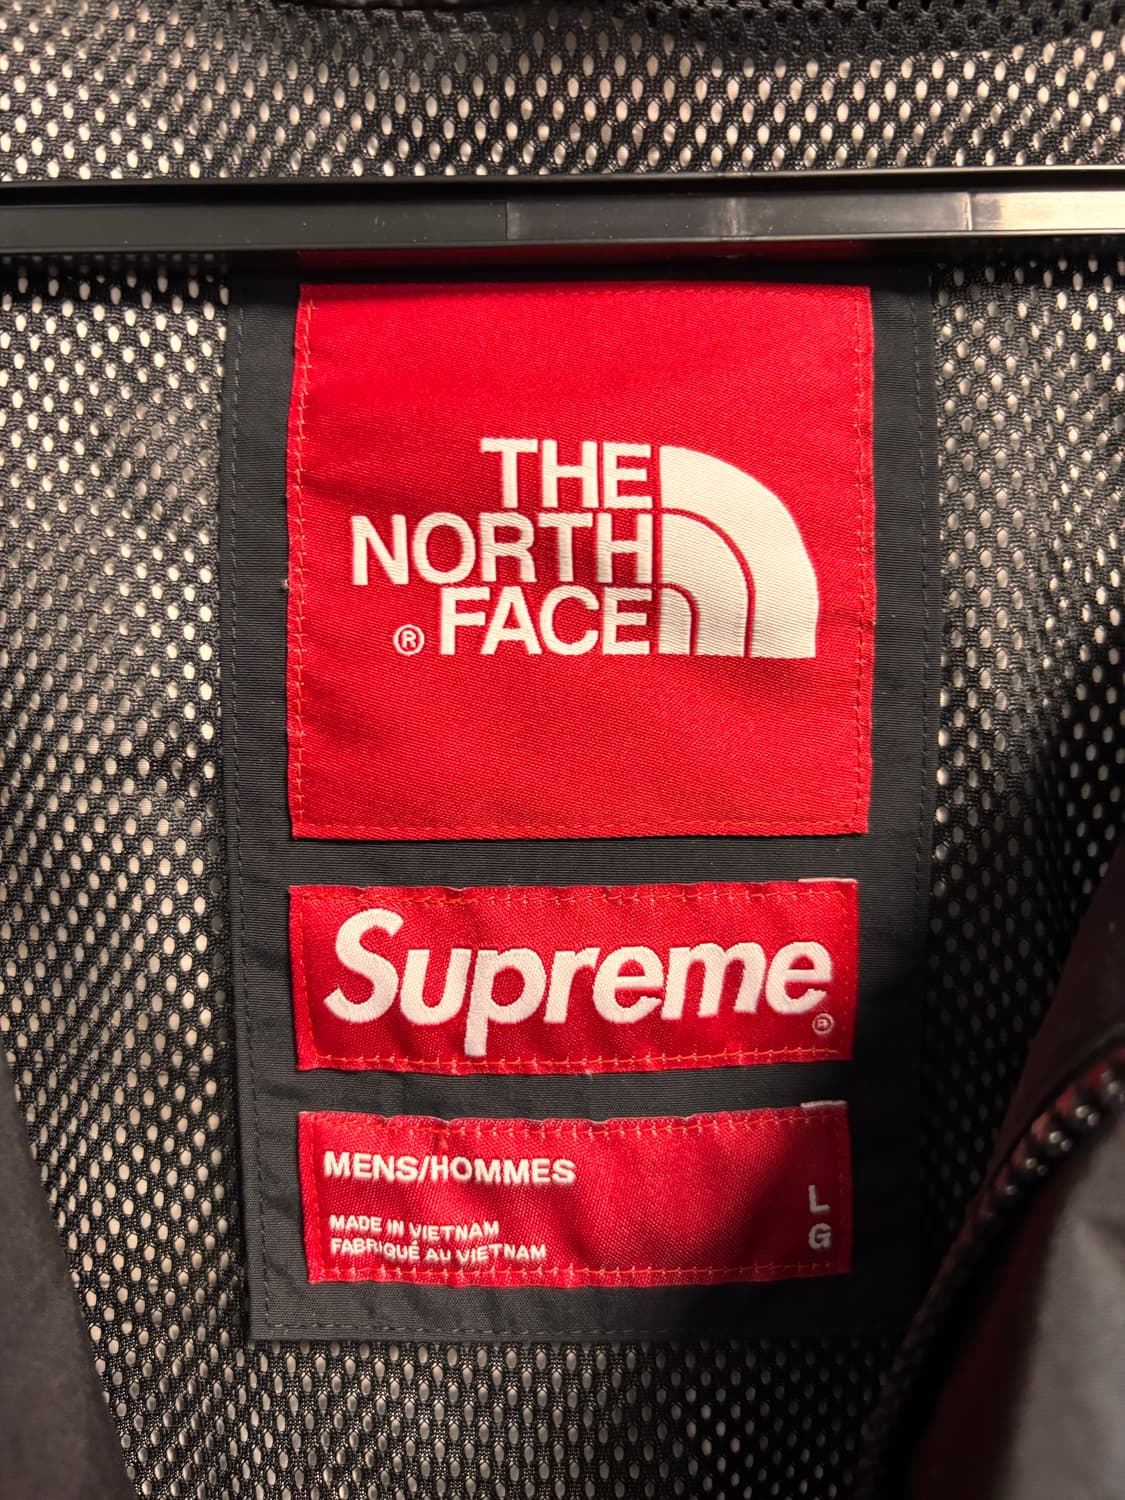 THE
NORTH
® FACE
Supreme
®
MENS/HOMMES
L
G
MADE IN VIETNAM
FABRIQUÉ AU VIETNAM